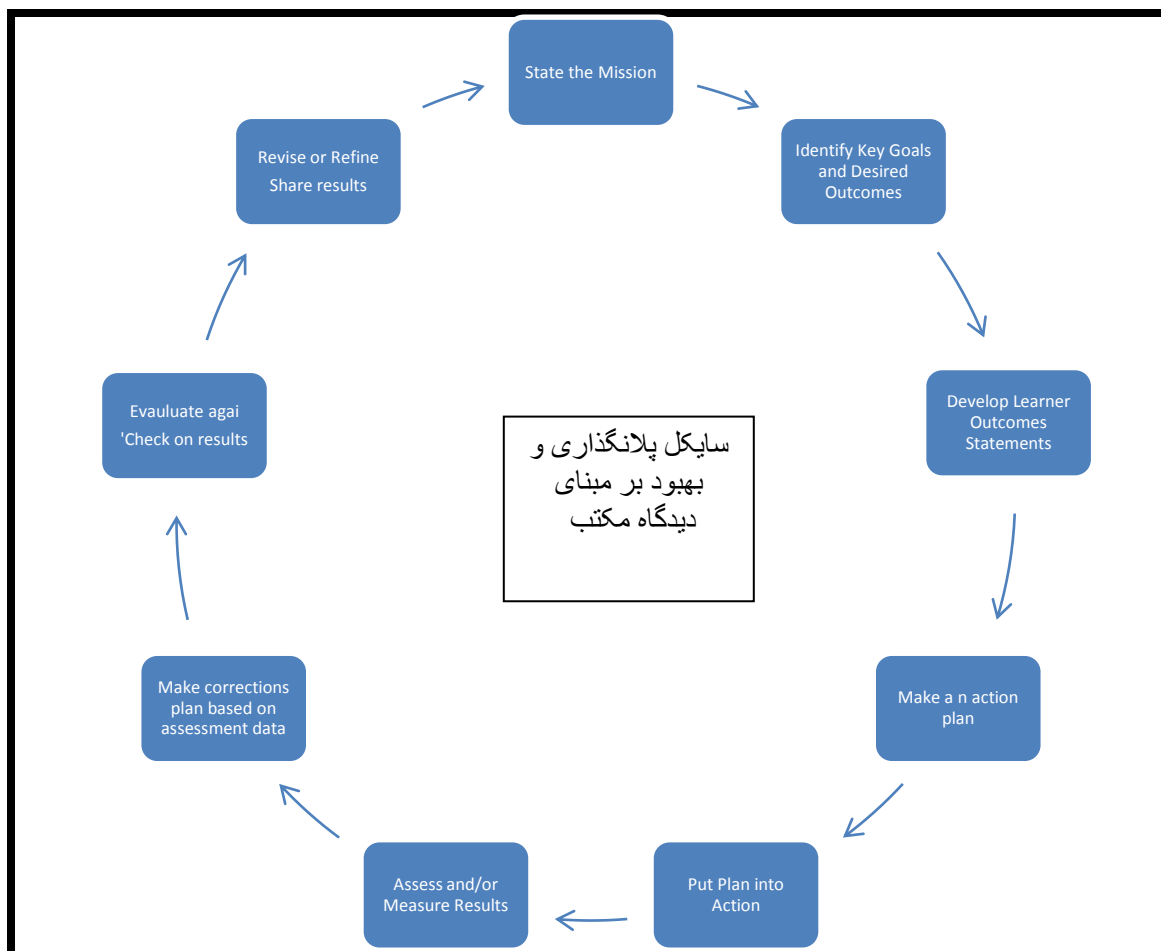 State the Mission
Identify Key Goals
and Desired
Outcomes
Develop Learner
Outcomes
Statements
Make a n action
plan
Put Plan into
Action
Assess and/or
Measure Results
Make corrections
plan based on
assessment data
Evauluate agai
'Check on results
Revise or Refine
Share results
سایکل پلانگذاری و
بهبود بر مبنای
دیدگاه مکتب